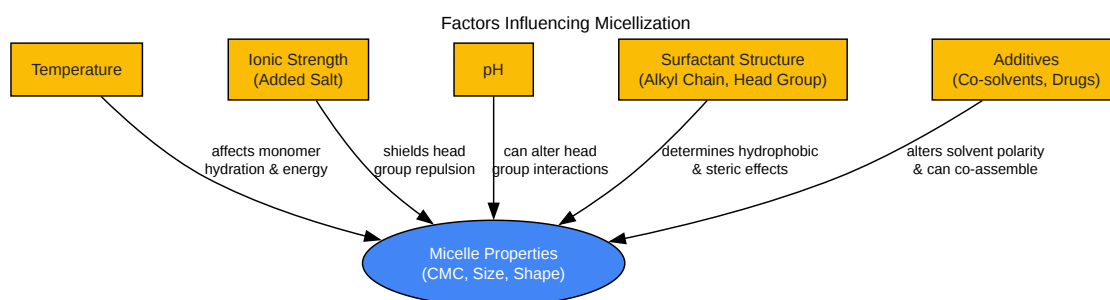 Factors Influencing Micellization
Temperature
Ionic Strength
(Added Salt)
pH
Surfactant Structure
(Alkyl Chain, Head Group)
Additives
(Co-solvents, Drugs)
affects monomer
hydration & energy
shields head
group repulsion
can alter head
group interactions
determines hydrophobic
& steric effects
alters solvent polarity
& can co-assemble
Micelle Properties
(CMC, Size, Shape)